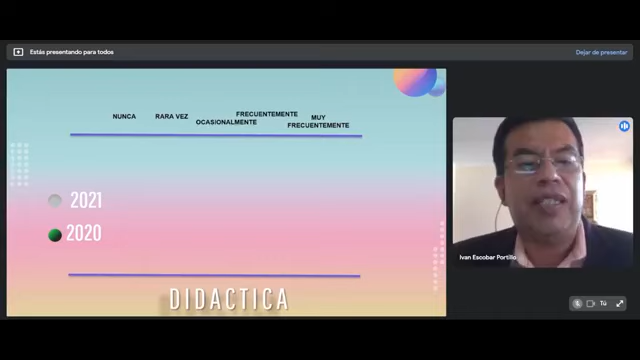 Estás presentando para todos
Dejar de presentar
NUNCA
RARA VEZ
OCASIONALMENTE
FRECUENTEMENTE
MUY
FRECUENTEMENTE
2021
2020
DIDACTICA
Ivan Escobar Portillo
Tú